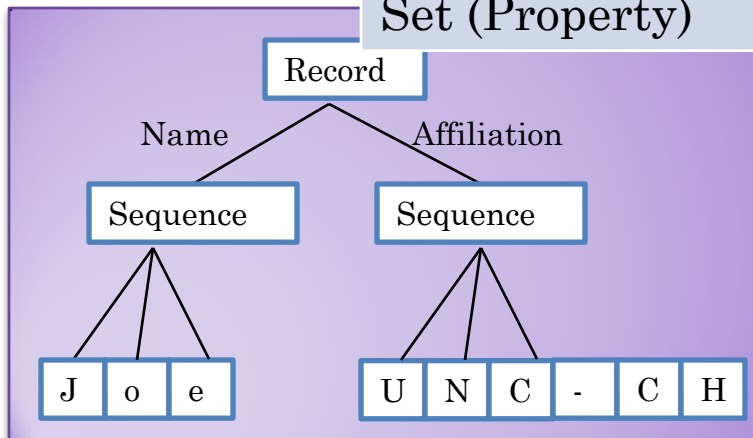 Set (Property)
Record
Name Affiliation
Sequence Sequence
J o e U N C - C H